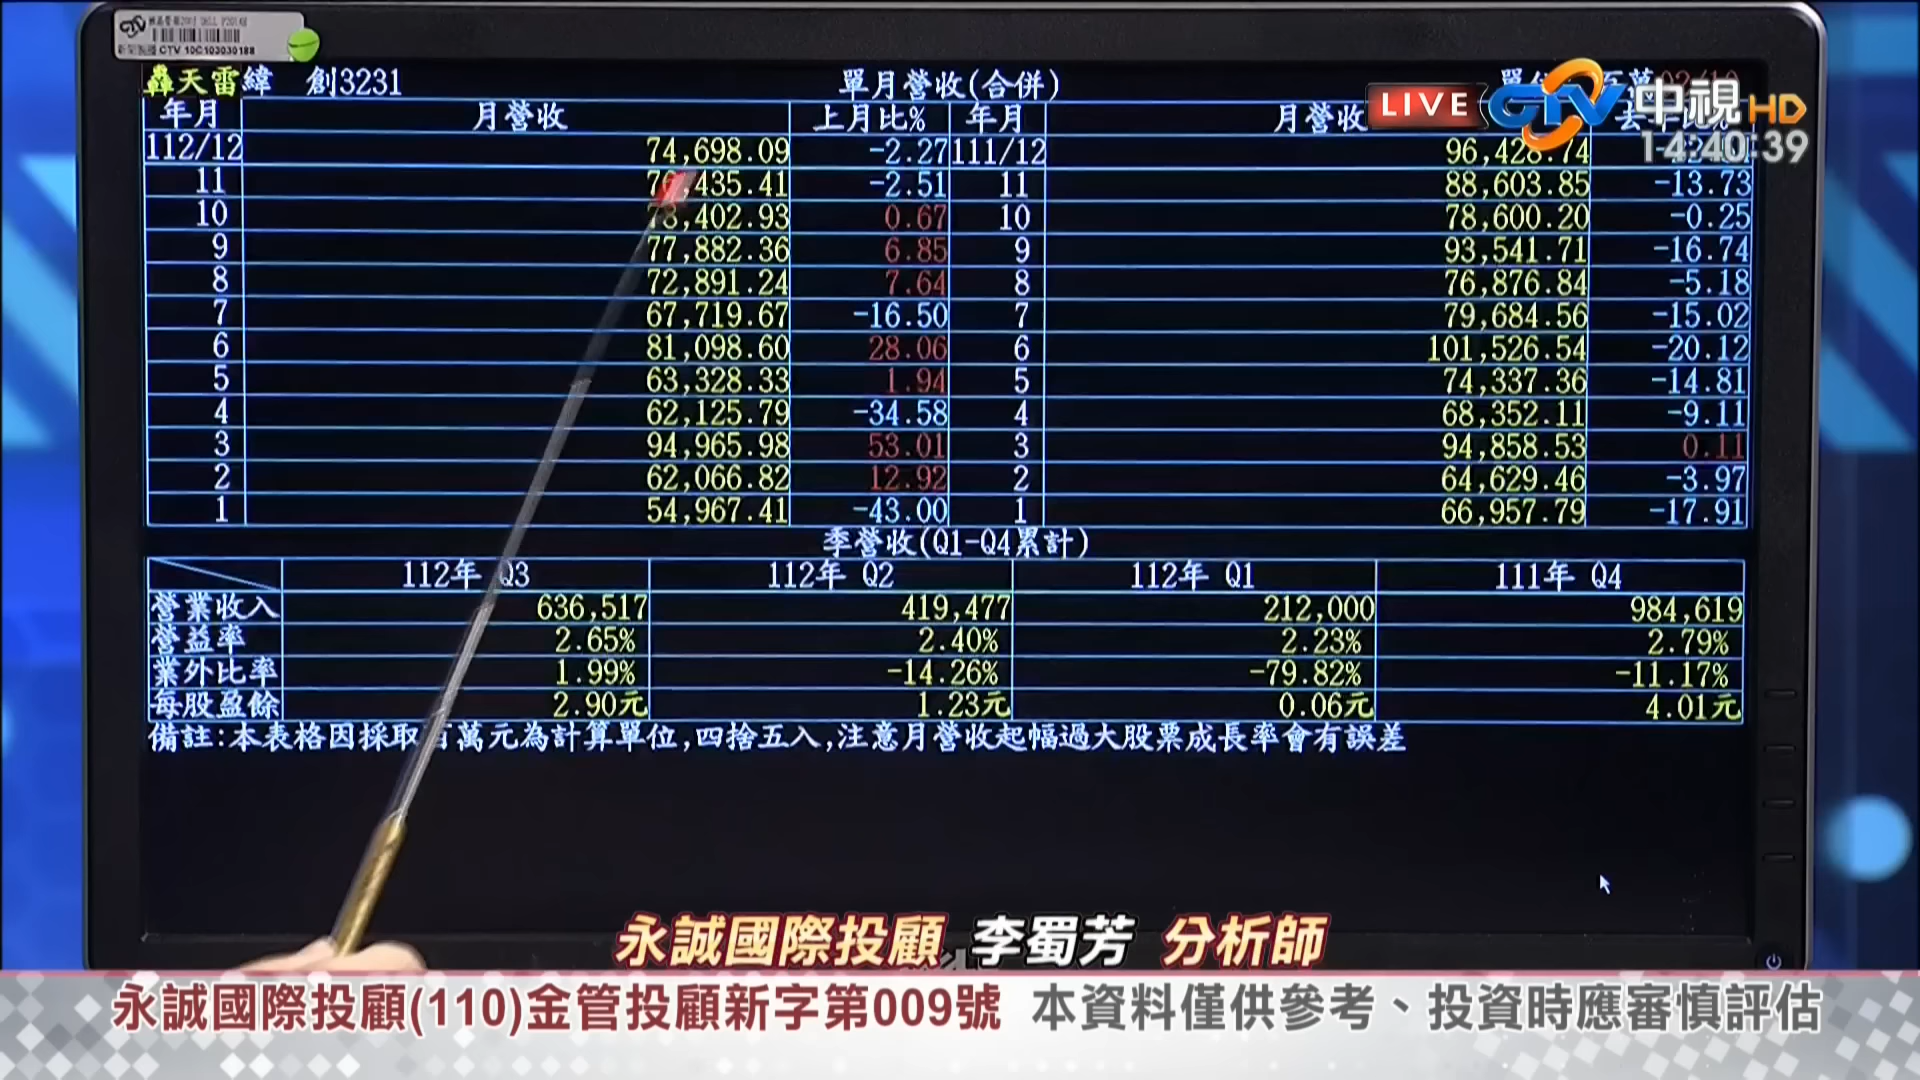 CTV 10C103030188
轟天雷緯 創3231 單月營收(合併)
年月 月營收 上月比% 年月 月營收
112/12 74,698.09 -2.27 111/12 96,428.74
11 76,435.41 -2.51 11 88,603.85 -13.73
10 78,402.93 0.67 10 78,600.20 -0.25
9 77,882.36 6.85 9 93,541.71 -16.74
8 72,891.24 7.64 8 76,876.84 -5.18
7 67,719.67 -16.50 7 79,684.56 -15.02
6 81,098.60 28.06 6 101,526.54 -20.12
5 63,328.33 1.94 5 74,337.36 -14.81
4 62,125.79 -34.58 4 68,352.11 -9.11
3 94,965.98 53.01 3 94,858.53 0.11
2 62,066.82 12.92 2 64,629.46 -3.97
1 54,967.41 -43.00 1 66,957.79 -17.91
季營收(Q1-Q4累計)
112年 Q3 112年 Q2 112年 Q1 111年 Q4
營業收入 636,517 419,477 212,000 984,619
營益率 2.65% 2.40% 2.23% 2.79%
業外比率 1.99% -14.26% -79.82% -11.17%
每股盈餘 2.90元 1.23元 0.06元 4.01元
備註:本表格因採取百萬元為計算單位,四捨五入,注意月營收起幅過大股票成長率會有誤差
LIVE CTV 中視HD
14:40:39
永誠國際投顧 李蜀芳 分析師
永誠國際投顧(110)金管投顧新字第009號 本資料僅供參考、投資時應審慎評估